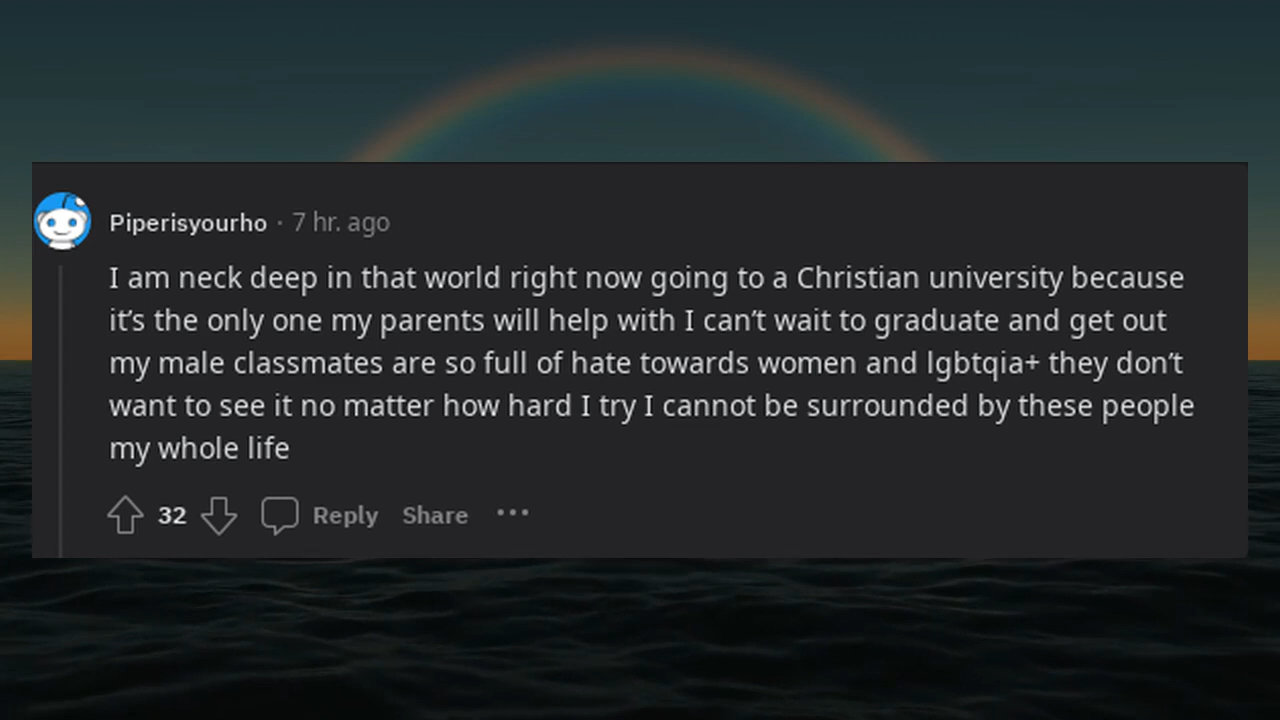 Piperisyourho · 7 hr. ago
I am neck deep in that world right now going to a Christian university because
it’s the only one my parents will help with I can’t wait to graduate and get out
my male classmates are so full of hate towards women and lgbtqia+ they don’t
want to see it no matter how hard I try I cannot be surrounded by these people
my whole life
32 Reply Share ···